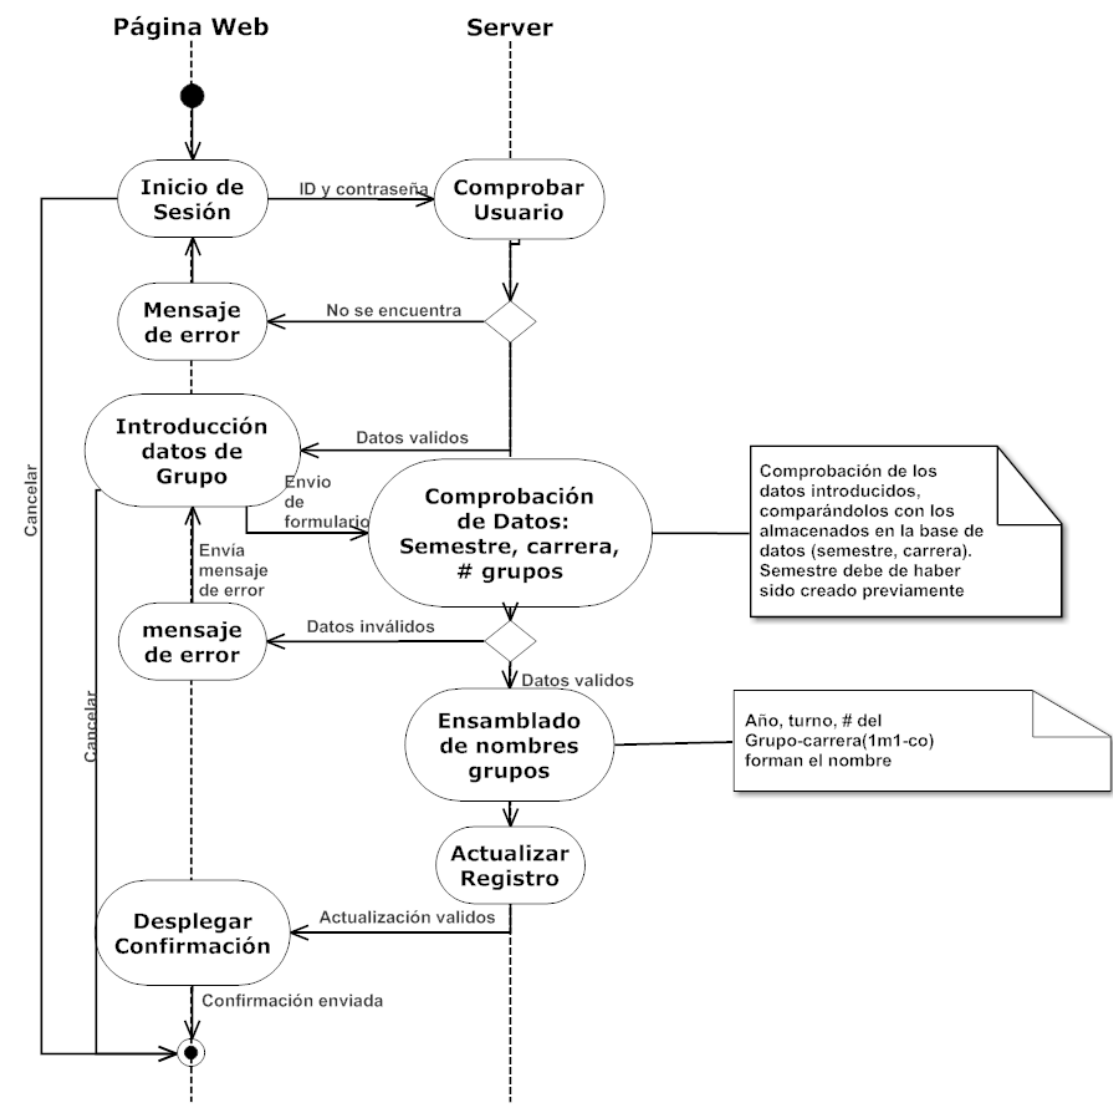 Página Web
Server
Inicio de
Sesión
ID y contraseña
Comprobar
Usuario
Mensaje
de error
No se encuentra
Introducción
datos de
Grupo
Datos validos
Envio
de
formulario
Comprobación
de Datos:
Semestre, carrera,
# grupos
Comprobación de los
datos introducidos,
comparándolos con los
almacenados en la base de
datos (semestre, carrera).
Semestre debe de haber
sido creado previamente
Cancelar
Envía
mensaje
de error
mensaje
de error
Datos inválidos
Datos validos
Cancelar
Ensamblado
de nombres
grupos
Año, turno, # del
Grupo-carrera(1m1-co)
forman el nombre
Actualizar
Registro
Desplegar
Confirmación
Actualización validos
Confirmación enviada